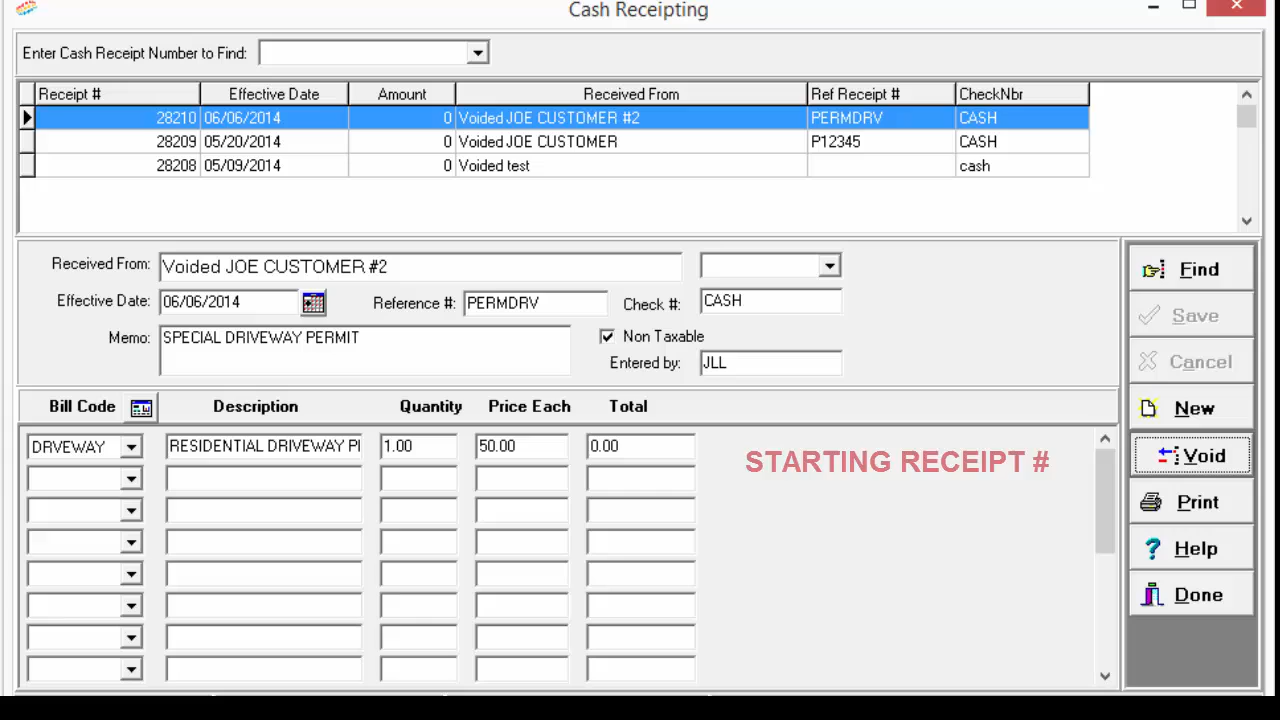 Cash Receipting
Enter Cash Receipt Number to Find:
Receipt # Effective Date Amount Received From Ref Receipt # CheckNbr
28210 06/06/2014 0 Voided JOE CUSTOMER #2 PERMDRV CASH
28209 05/20/2014 0 Voided JOE CUSTOMER P12345 CASH
28208 05/09/2014 0 Voided test cash
Received From: Voided JOE CUSTOMER #2
Effective Date: 06/06/2014 Reference #: PERMDRV Check #: CASH
Memo: SPECIAL DRIVEWAY PERMIT Non Taxable
Entered by: JLL
Bill Code Description Quantity Price Each Total
DRVEWAY RESIDENTIAL DRIVEWAY PI 1.00 50.00 0.00
STARTING RECEIPT #
Find
Save
Cancel
New
Void
Print
Help
Done